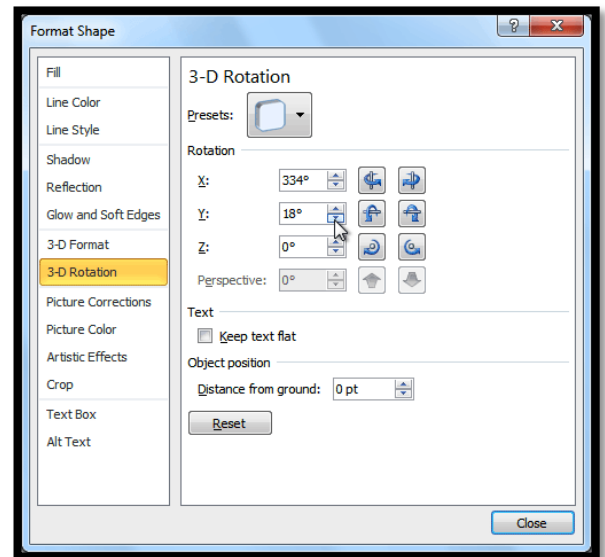 Format Shape
?
Fill
Line Color
Line Style
Shadow
Reflection
Glow and Soft Edges
3-D Format
3-D Rotation
Picture Corrections
Picture Color
Artistic Effects
Crop
Text Box
Alt Text
3-D Rotation
Presets:
Rotation
X: 334°
Y: 18°
Z: 0°
Perspective: 0°
Text
Keep text flat
Object position
Distance from ground: 0 pt
Reset
Close